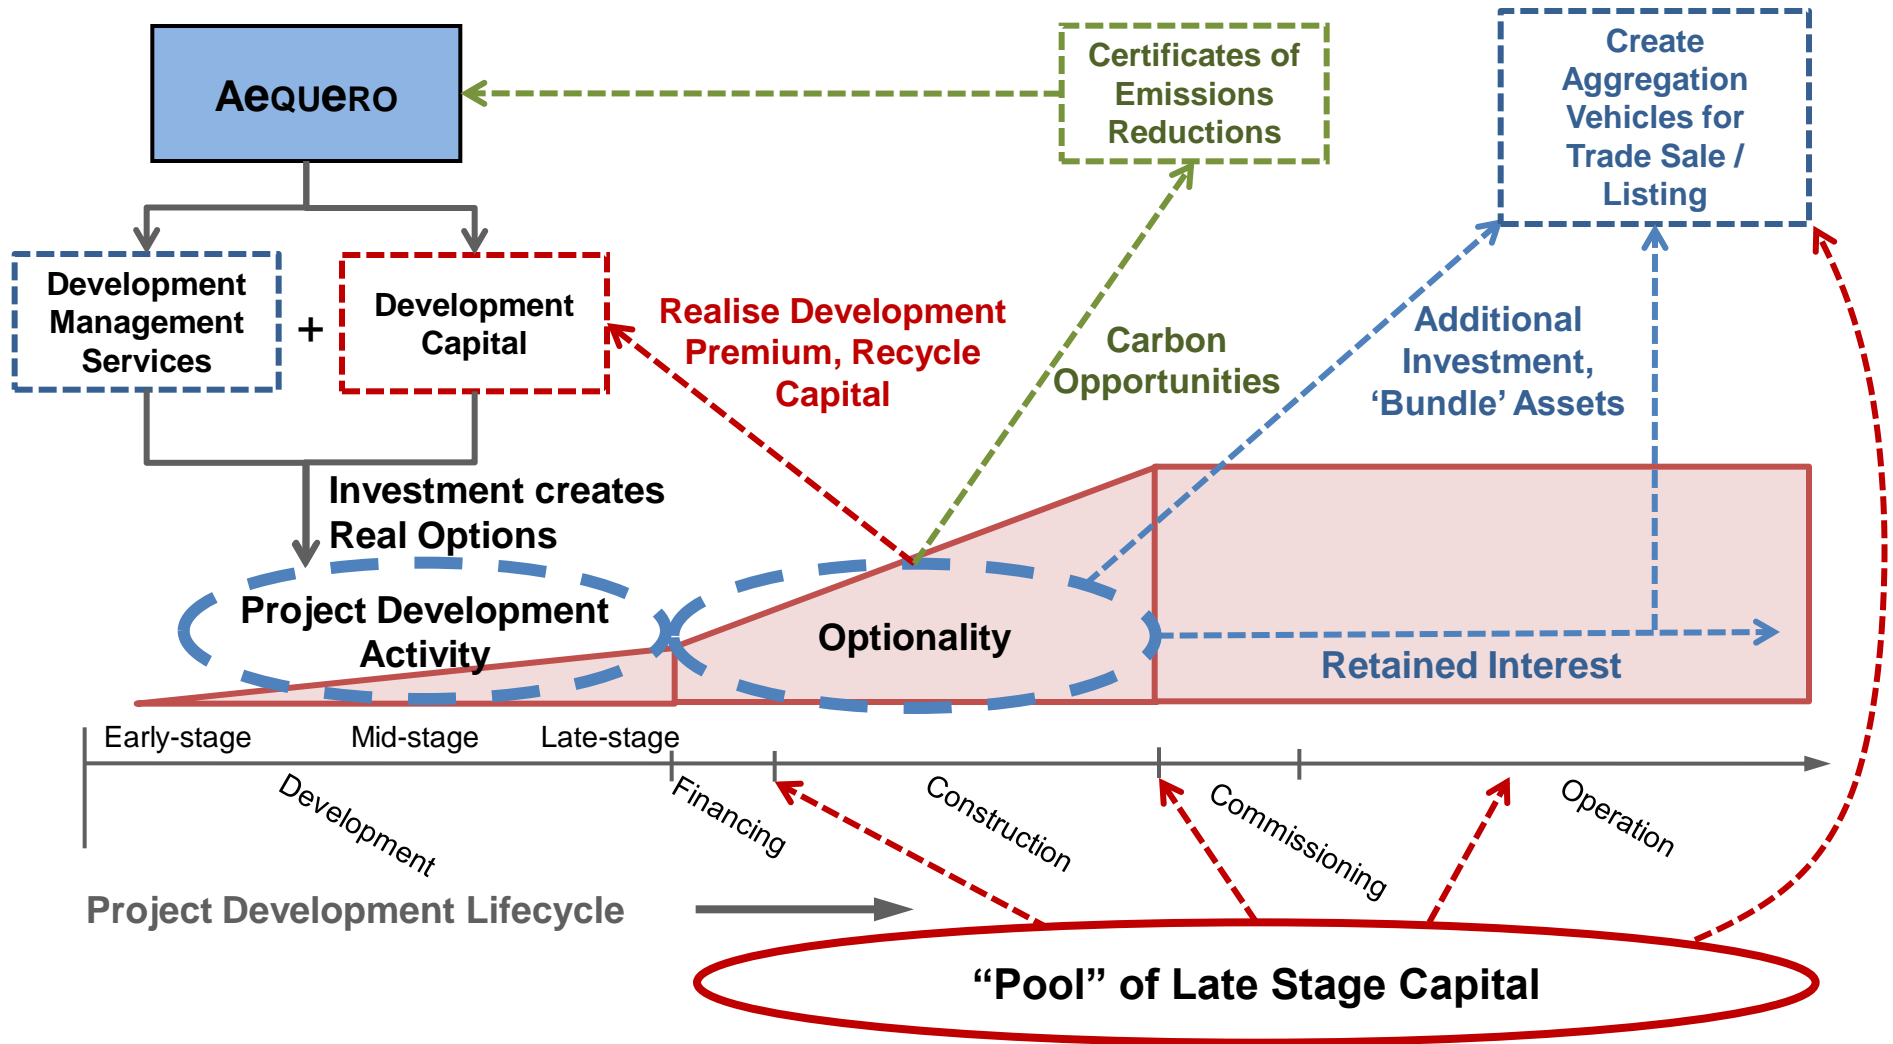 AeQUeRO
Certificates of
Emissions
Reductions
Create
Aggregation
Vehicles for
Trade Sale /
Listing
Development
Management
Services
+
Development
Capital
Realise Development
Premium, Recycle
Capital
Carbon
Opportunities
Additional
Investment,
‘Bundle’ Assets
Investment creates
Real Options
Project Development
Activity
Optionality
Retained Interest
Early-stage
Mid-stage
Late-stage
Development
Financing
Construction
Commissioning
Operation
Project Development Lifecycle
“Pool” of Late Stage Capital